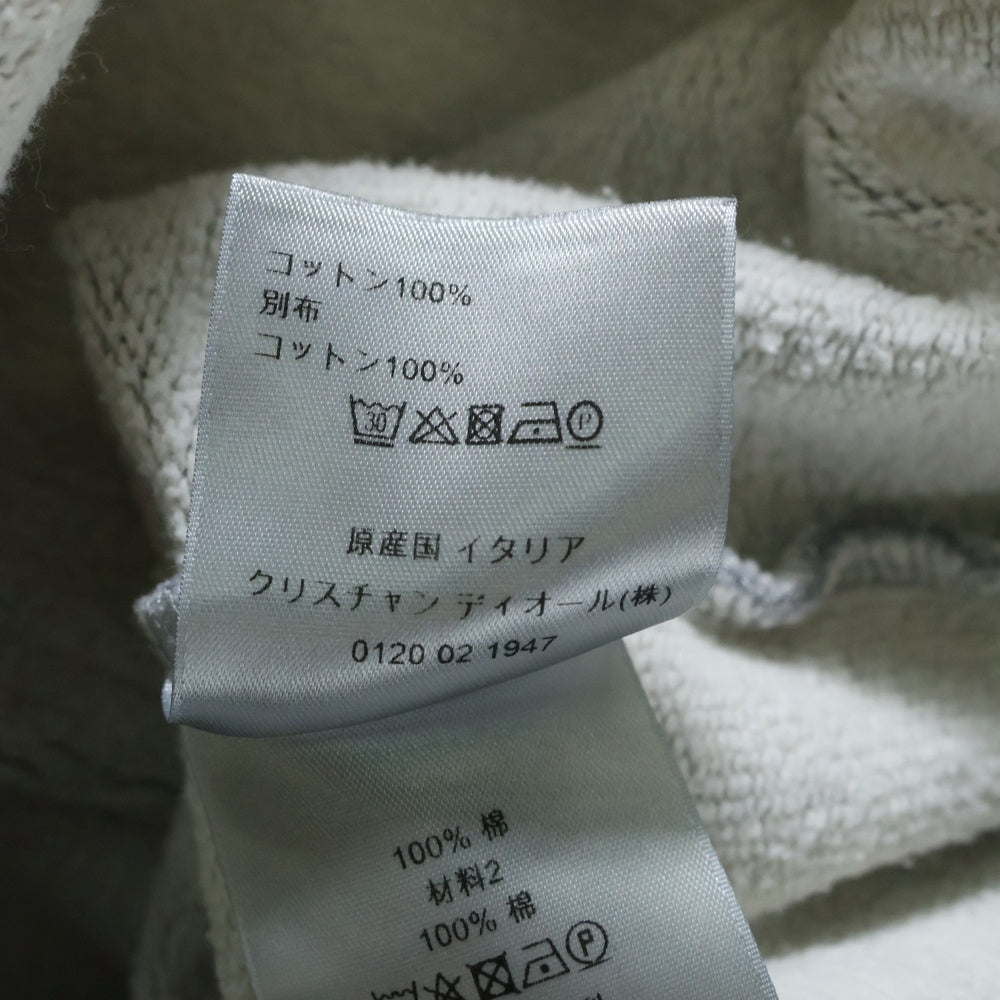 コットン100%
別布
コットン100%
30
P
原産国 イタリア
クリスチャン ディオール(株)
0120 02 1947
100% 棉
材料2
100% 棉
P